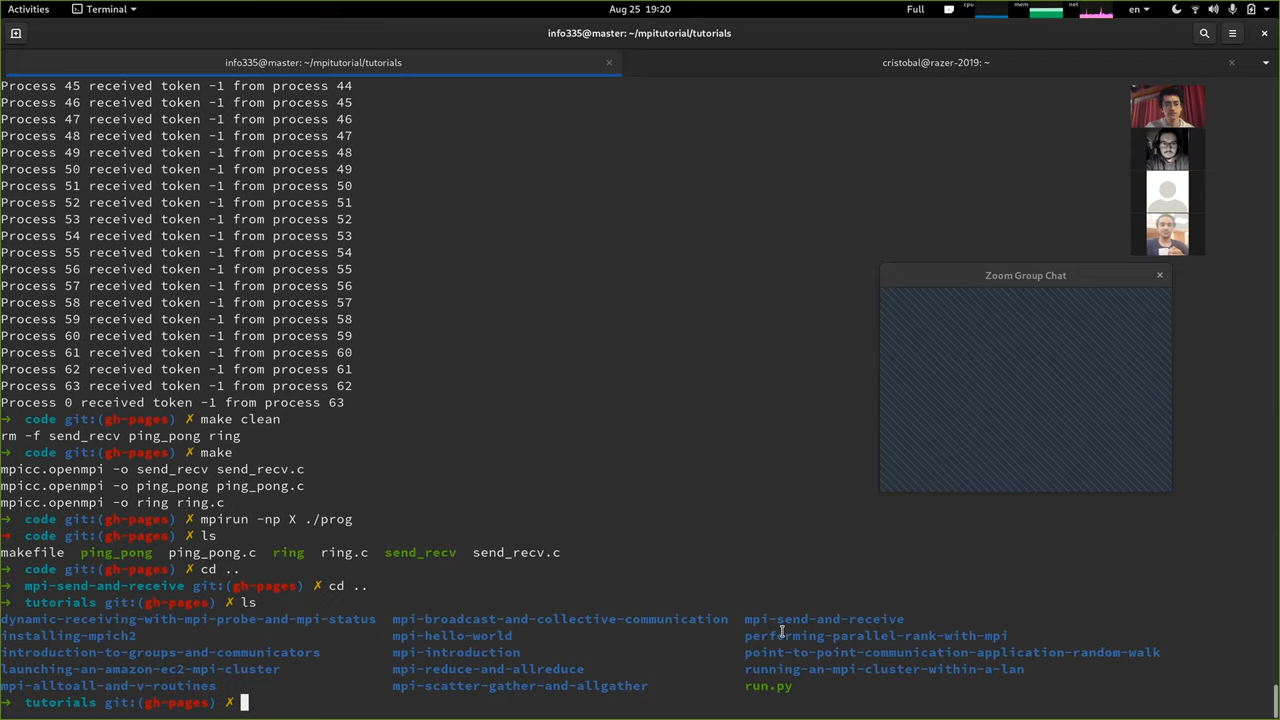 Activities Terminal Aug 25 19:20 Full cpu mem net en
info335@master: ~/mpitutorial/tutorials
info335@master: ~/mpitutorial/tutorials × cristobal@razer-2019: ~ ×
Process 45 received token -1 from process 44
Process 46 received token -1 from process 45
Process 47 received token -1 from process 46
Process 48 received token -1 from process 47
Process 49 received token -1 from process 48
Process 50 received token -1 from process 49
Process 51 received token -1 from process 50
Process 52 received token -1 from process 51
Process 53 received token -1 from process 52
Process 54 received token -1 from process 53
Process 55 received token -1 from process 54
Process 56 received token -1 from process 55
Process 57 received token -1 from process 56
Process 58 received token -1 from process 57
Process 59 received token -1 from process 58
Process 60 received token -1 from process 59
Process 61 received token -1 from process 60
Process 62 received token -1 from process 61
Process 63 received token -1 from process 62
Process 0 received token -1 from process 63
→ code git:(gh-pages) ✗ make clean
rm -f send_recv ping_pong ring
→ code git:(gh-pages) ✗ make
mpicc.openmpi -o send_recv send_recv.c
mpicc.openmpi -o ping_pong ping_pong.c
mpicc.openmpi -o ring ring.c
→ code git:(gh-pages) ✗ mpirun -np X ./prog
→ code git:(gh-pages) ✗ ls
makefile ping_pong ping_pong.c ring ring.c send_recv send_recv.c
→ code git:(gh-pages) ✗ cd ..
→ mpi-send-and-receive git:(gh-pages) ✗ cd ..
→ tutorials git:(gh-pages) ✗ ls
dynamic-receiving-with-mpi-probe-and-mpi-status mpi-broadcast-and-collective-communication mpi-send-and-receive
installing-mpich2 mpi-hello-world performing-parallel-rank-with-mpi
introduction-to-groups-and-communicators mpi-introduction point-to-point-communication-application-random-walk
launching-an-amazon-ec2-mpi-cluster mpi-reduce-and-allreduce running-an-mpi-cluster-within-a-lan
mpi-alltoall-and-v-routines mpi-scatter-gather-and-allgather run.py
→ tutorials git:(gh-pages) ✗
Zoom Group Chat ×